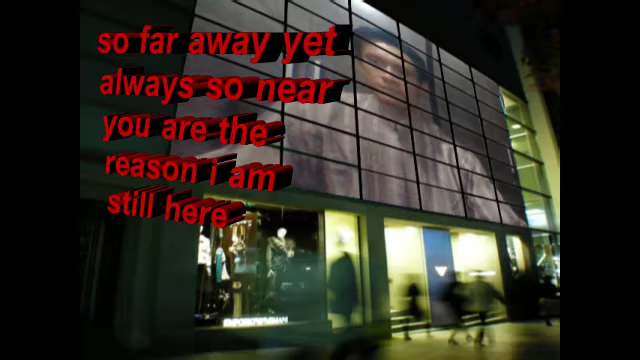 so far away yet
always so near
you are the
reason i am
still here